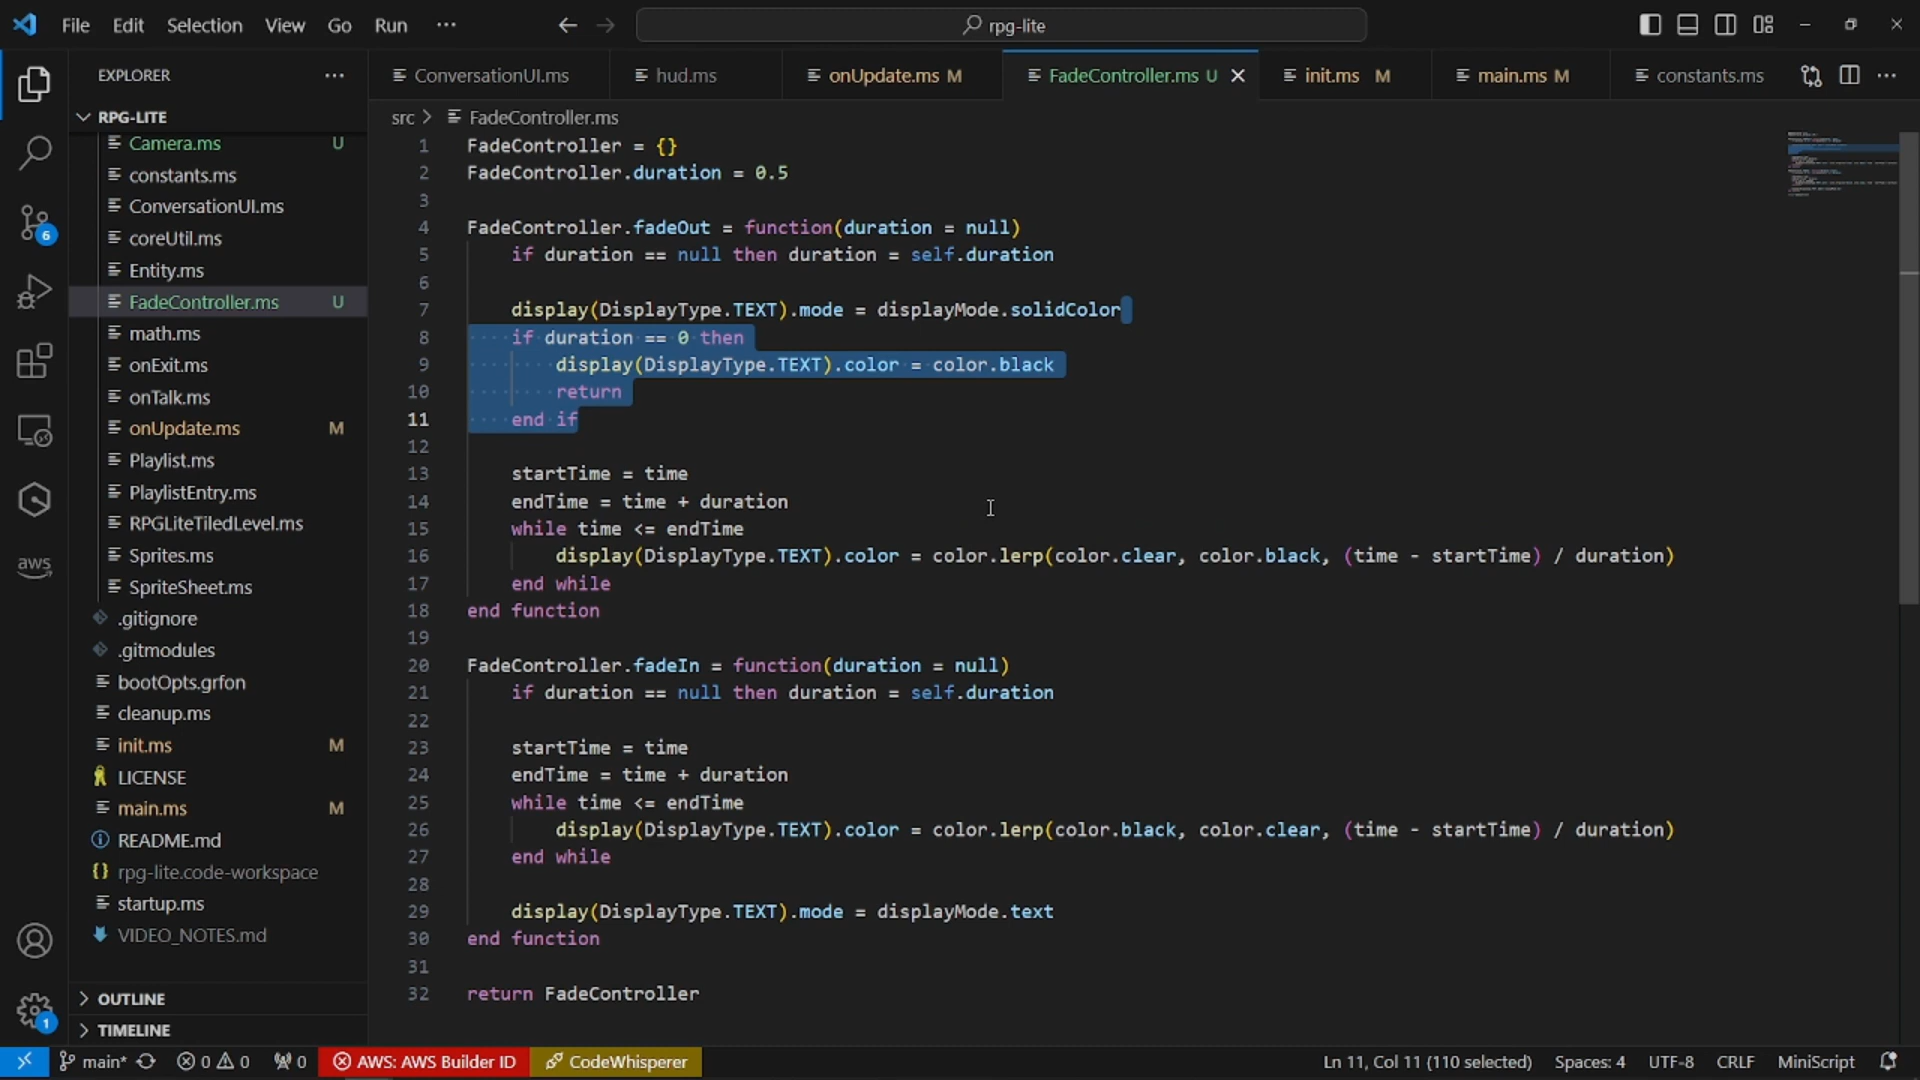 File Edit Selection View Go Run ···
rpg-lite
EXPLORER
ConversationUI.ms
hud.ms
onUpdate.ms M
FadeController.ms U
init.ms M
main.ms M
constants.ms
RPG-LITE
Camera.ms U
constants.ms
ConversationUI.ms
coreUtil.ms
Entity.ms
FadeController.ms U
math.ms
onExit.ms
onTalk.ms
onUpdate.ms M
Playlist.ms
PlaylistEntry.ms
RPGLiteTiledLevel.ms
Sprites.ms
SpriteSheet.ms
.gitignore
.gitmodules
bootOpts.grfon
cleanup.ms
init.ms M
LICENSE
main.ms M
README.md
rpg-lite.code-workspace
startup.ms
VIDEO_NOTES.md
OUTLINE
TIMELINE
6
aws
1
src > FadeController.ms
1 FadeController = {}
2 FadeController.duration = 0.5
3
4 FadeController.fadeOut = function(duration = null)
5 if duration == null then duration = self.duration
6
7 display(DisplayType.TEXT).mode = displayMode.solidColor
8 if duration == 0 then
9 display(DisplayType.TEXT).color = color.black
10 return
11 end if
12
13 startTime = time
14 endTime = time + duration
15 while time <= endTime
16 display(DisplayType.TEXT).color = color.lerp(color.clear, color.black, (time - startTime) / duration)
17 end while
18 end function
19
20 FadeController.fadeIn = function(duration = null)
21 if duration == null then duration = self.duration
22
23 startTime = time
24 endTime = time + duration
25 while time <= endTime
26 display(DisplayType.TEXT).color = color.lerp(color.black, color.clear, (time - startTime) / duration)
27 end while
28
29 display(DisplayType.TEXT).mode = displayMode.text
30 end function
31
32 return FadeController
main* 0 0 0 AWS: AWS Builder ID CodeWhisperer Ln 11, Col 11 (110 selected) Spaces: 4 UTF-8 CRLF MiniScript